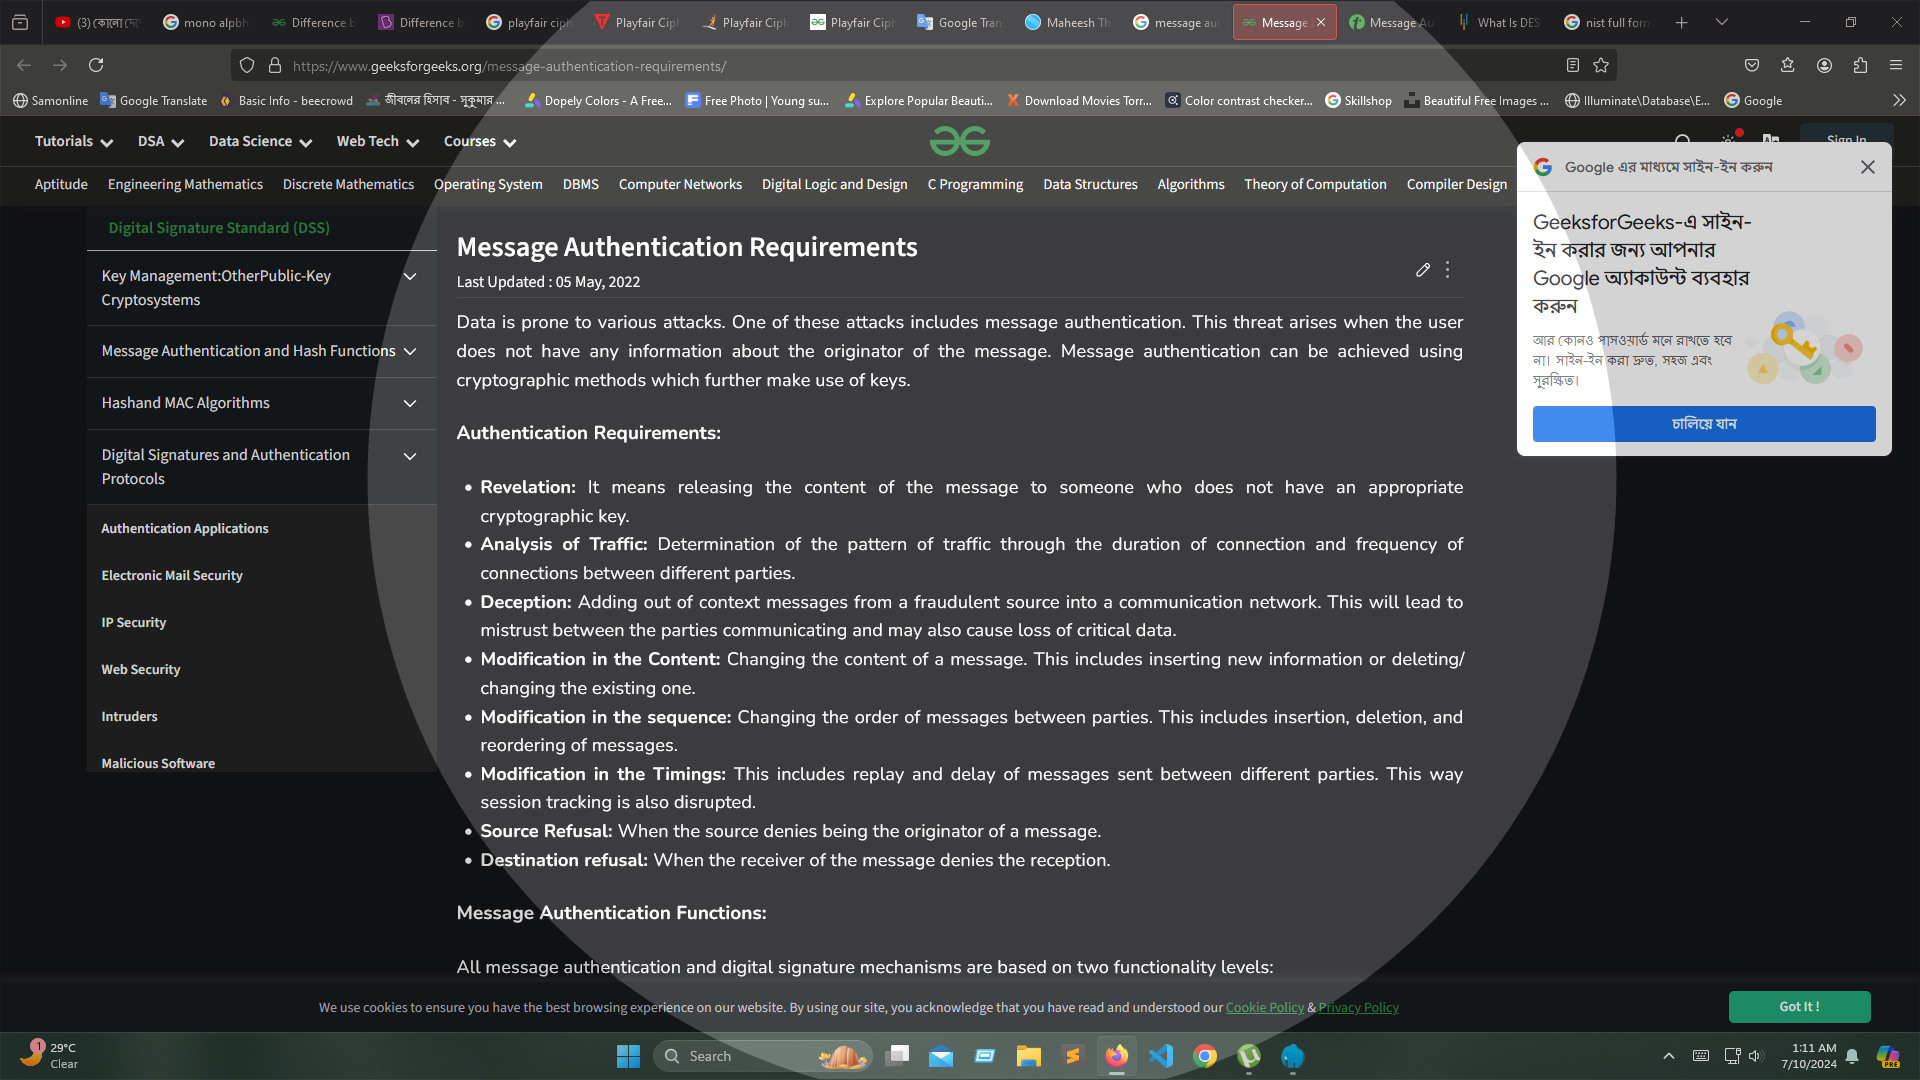 (3) কোলো দে
mono alpbh
Difference b
Difference b
playfair ciph
Playfair Ciph
Playfair Ciph
Playfair Ciph
Google Tran
Maheesh Th
message aut
Message
Message Au
What Is DES
nist full form
https://www.geeksforgeeks.org/message-authentication-requirements/
Samonline
Google Translate
Basic Info - beecrowd
জীবনের হিসাব - সুকুমার ...
Dopely Colors - A Free...
Free Photo | Young su...
Explore Popular Beauti...
Download Movies Torr...
Color contrast checker...
Skillshop
Beautiful Free Images ...
Illuminate\Database\E...
Google
Tutorials
DSA
Data Science
Web Tech
Courses
Sign In
Aptitude
Engineering Mathematics
Discrete Mathematics
Operating System
DBMS
Computer Networks
Digital Logic and Design
C Programming
Data Structures
Algorithms
Theory of Computation
Compiler Design
Google এর মাধ্যমে সাইন-ইন করুন
GeeksforGeeks-এ সাইন-
ইন করার জন্য আপনার
Google অ্যাকাউন্ট ব্যবহার
করুন
আর কোনও পাসওয়ার্ড মনে রাখতে হবে
না। সাইন-ইন করা দ্রুত, সহজ এবং
সুরক্ষিত।
চালিয়ে যান
Digital Signature Standard (DSS)
Key Management:OtherPublic-Key
Cryptosystems
Message Authentication and Hash Functions
Hashand MAC Algorithms
Digital Signatures and Authentication
Protocols
Authentication Applications
Electronic Mail Security
IP Security
Web Security
Intruders
Malicious Software
Message Authentication Requirements
Last Updated : 05 May, 2022
Data is prone to various attacks. One of these attacks includes message authentication. This threat arises when the user
does not have any information about the originator of the message. Message authentication can be achieved using
cryptographic methods which further make use of keys.
Authentication Requirements:
• Revelation: It means releasing the content of the message to someone who does not have an appropriate
cryptographic key.
• Analysis of Traffic: Determination of the pattern of traffic through the duration of connection and frequency of
connections between different parties.
• Deception: Adding out of context messages from a fraudulent source into a communication network. This will lead to
mistrust between the parties communicating and may also cause loss of critical data.
• Modification in the Content: Changing the content of a message. This includes inserting new information or deleting/
changing the existing one.
• Modification in the sequence: Changing the order of messages between parties. This includes insertion, deletion, and
reordering of messages.
• Modification in the Timings: This includes replay and delay of messages sent between different parties. This way
session tracking is also disrupted.
• Source Refusal: When the source denies being the originator of a message.
• Destination refusal: When the receiver of the message denies the reception.
Message Authentication Functions:
All message authentication and digital signature mechanisms are based on two functionality levels:
We use cookies to ensure you have the best browsing experience on our website. By using our site, you acknowledge that you have read and understood our Cookie Policy & Privacy Policy
Got It !
1
29°C
Clear
Search
1:11 AM
7/10/2024
PRE